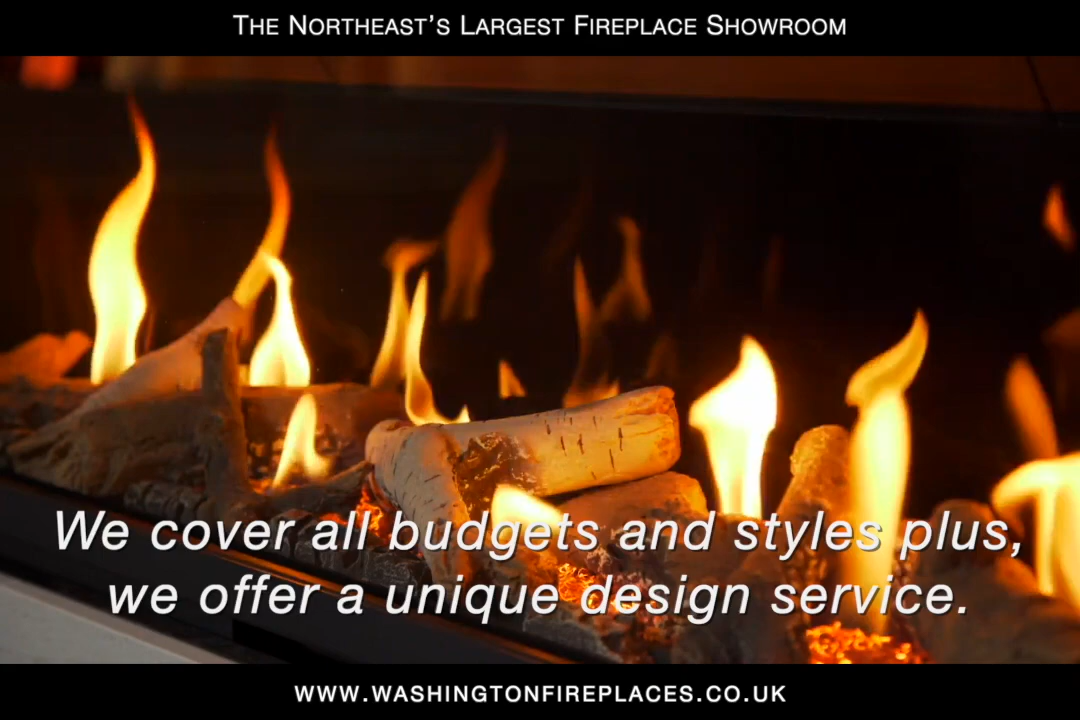 The Northeast's Largest Fireplace Showroom
We cover all budgets and styles plus,
we offer a unique design service.
www.washingtonfireplaces.co.uk